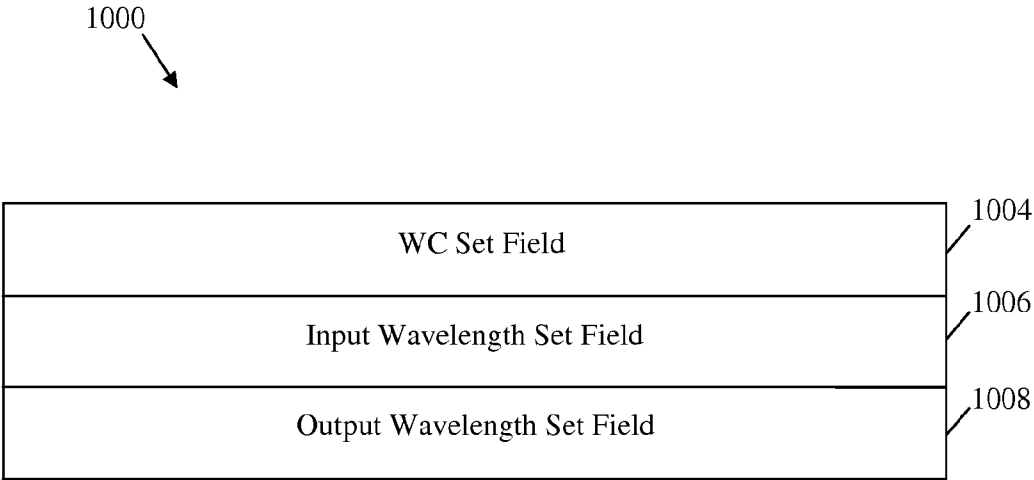 1000
WC Set Field
1004
Input Wavelength Set Field
1006
Output Wavelength Set Field
1008